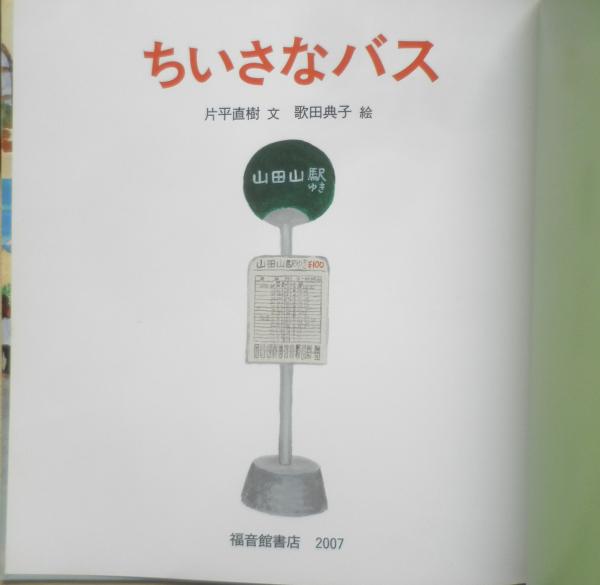 ちいさなバス
片平直樹 文 歌田典子 絵
山田山駅
ゆき
山田山駅ゆき ¥100
福音館書店 2007